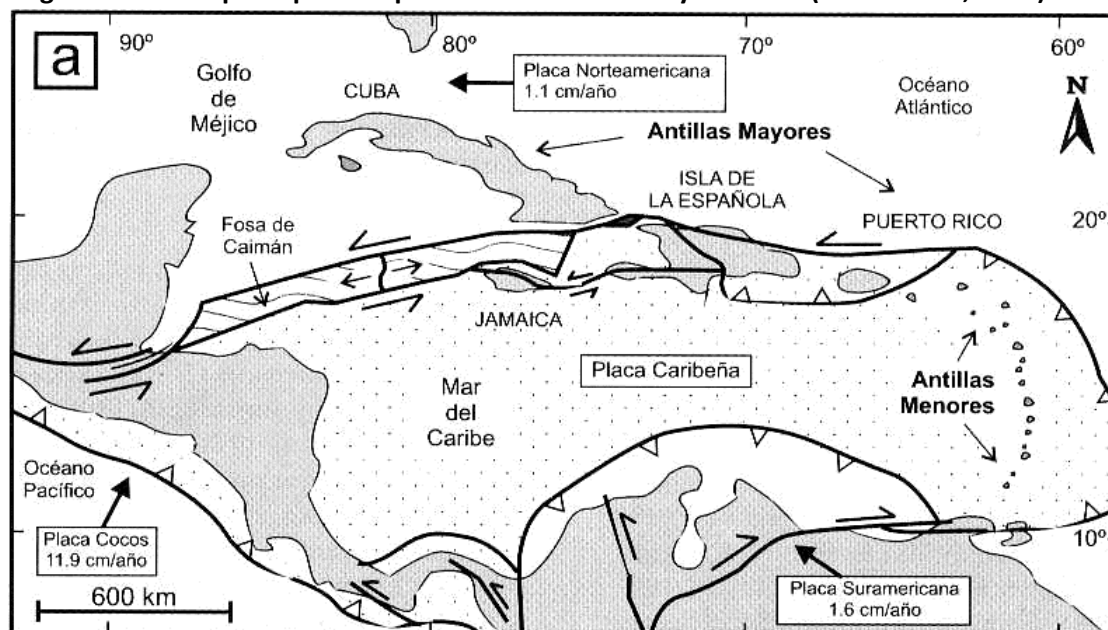 90º
80º
70º
60º
a
Golfo
de
Méjico
CUBA
Placa Norteamericana
1.1 cm/año
Océano
Atlántico
N
Antillas Mayores
ISLA DE
LA ESPAÑOLA
PUERTO RICO
20º
Fosa de
Caimán
JAMAICA
Placa Caribeña
Mar
del
Caribe
Antillas
Menores
Océano
Pacífico
Placa Cocos
11.9 cm/año
10º
600 km
Placa Suramericana
1.6 cm/año